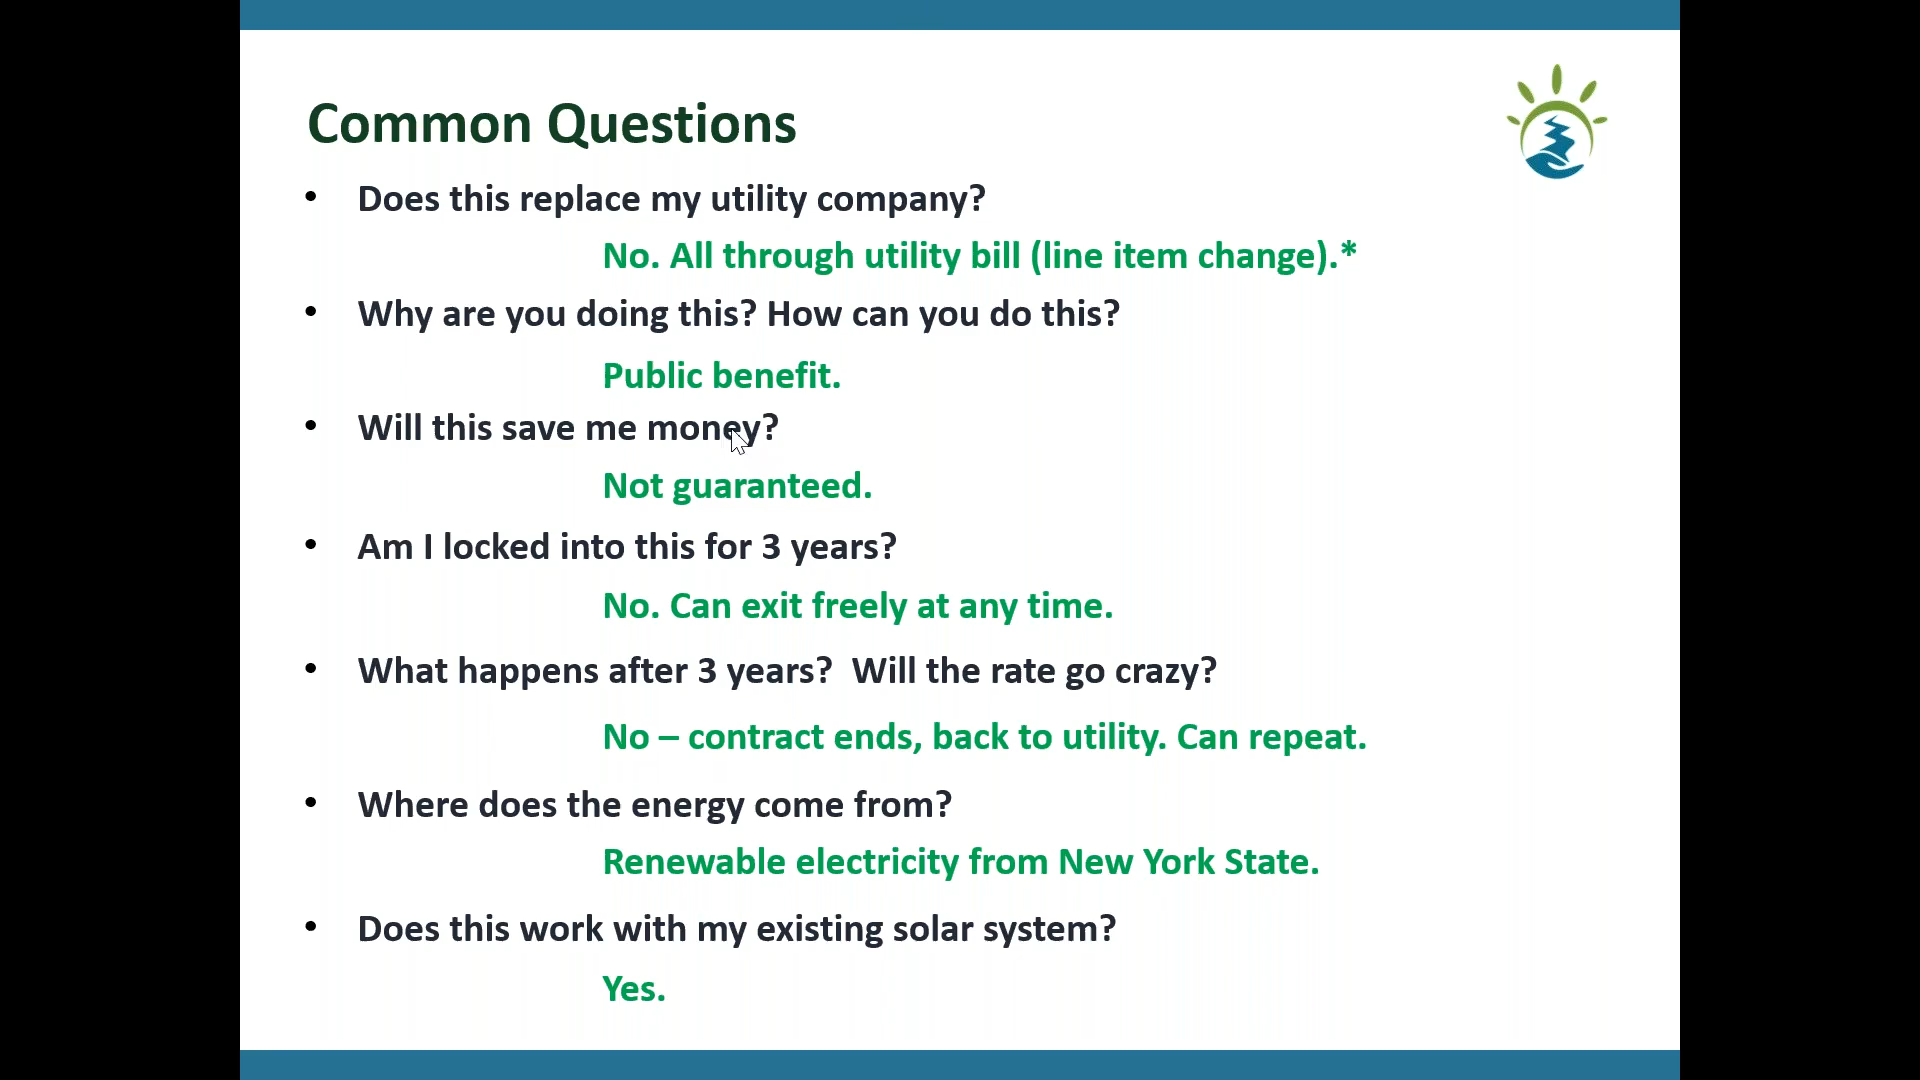 Common Questions
• Does this replace my utility company?
No. All through utility bill (line item change).*
• Why are you doing this? How can you do this?
Public benefit.
• Will this save me money?
Not guaranteed.
• Am I locked into this for 3 years?
No. Can exit freely at any time.
• What happens after 3 years?  Will the rate go crazy?
No – contract ends, back to utility. Can repeat.
• Where does the energy come from?
Renewable electricity from New York State.
• Does this work with my existing solar system?
Yes.